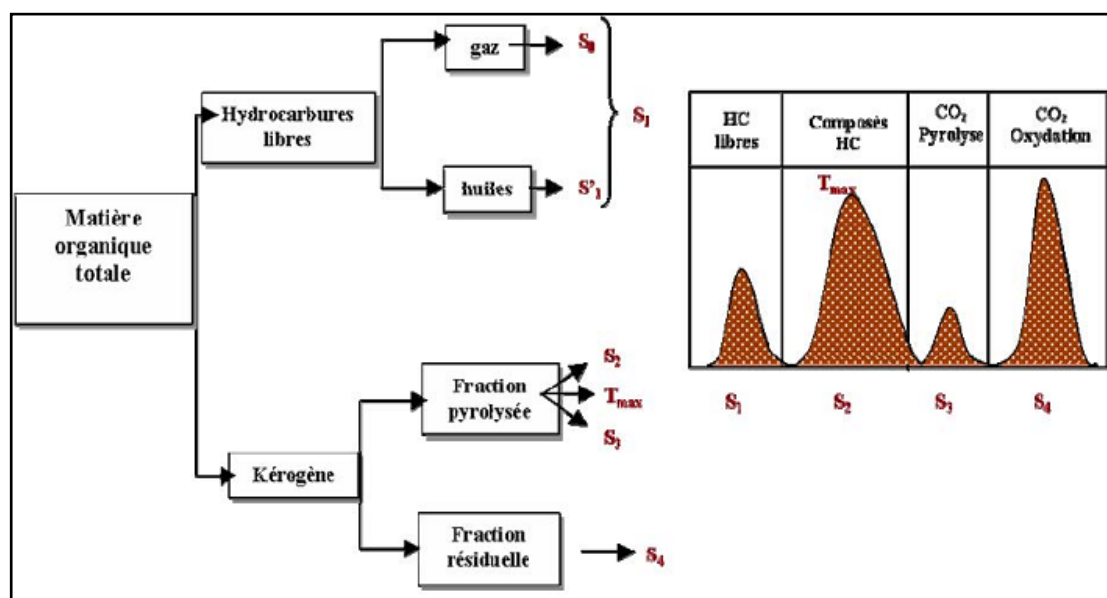 gaz
S₀
Hydrocarbures
libres
S₁
huiles
S'₁
Matière
organique
totale
Fraction
pyrolysée
S₂
Tmax
S₃
Kérogène
Fraction
résiduelle
S₄
HC
libres
Composés
HC
CO₂
Pyrolyse
CO₂
Oxydation
Tmax
S₁
S₂
S₃
S₄